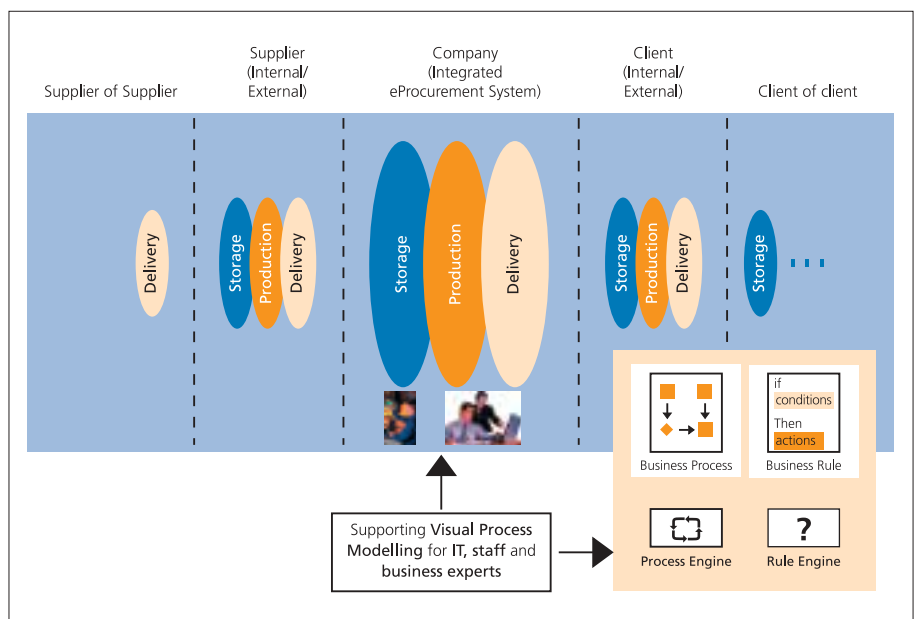 Supplier of Supplier
Supplier
(Internal/
External)
Company
(Integrated
eProcurement System)
Client
(Internal/
External)
Client of client
Delivery
Storage
Production
Delivery
Storage
Production
Delivery
Storage
Production
Delivery
Storage
if
conditions
Then
actions
Business Process
Business Rule
Supporting Visual Process
Modelling for IT, staff and
business experts
?
Process Engine
Rule Engine